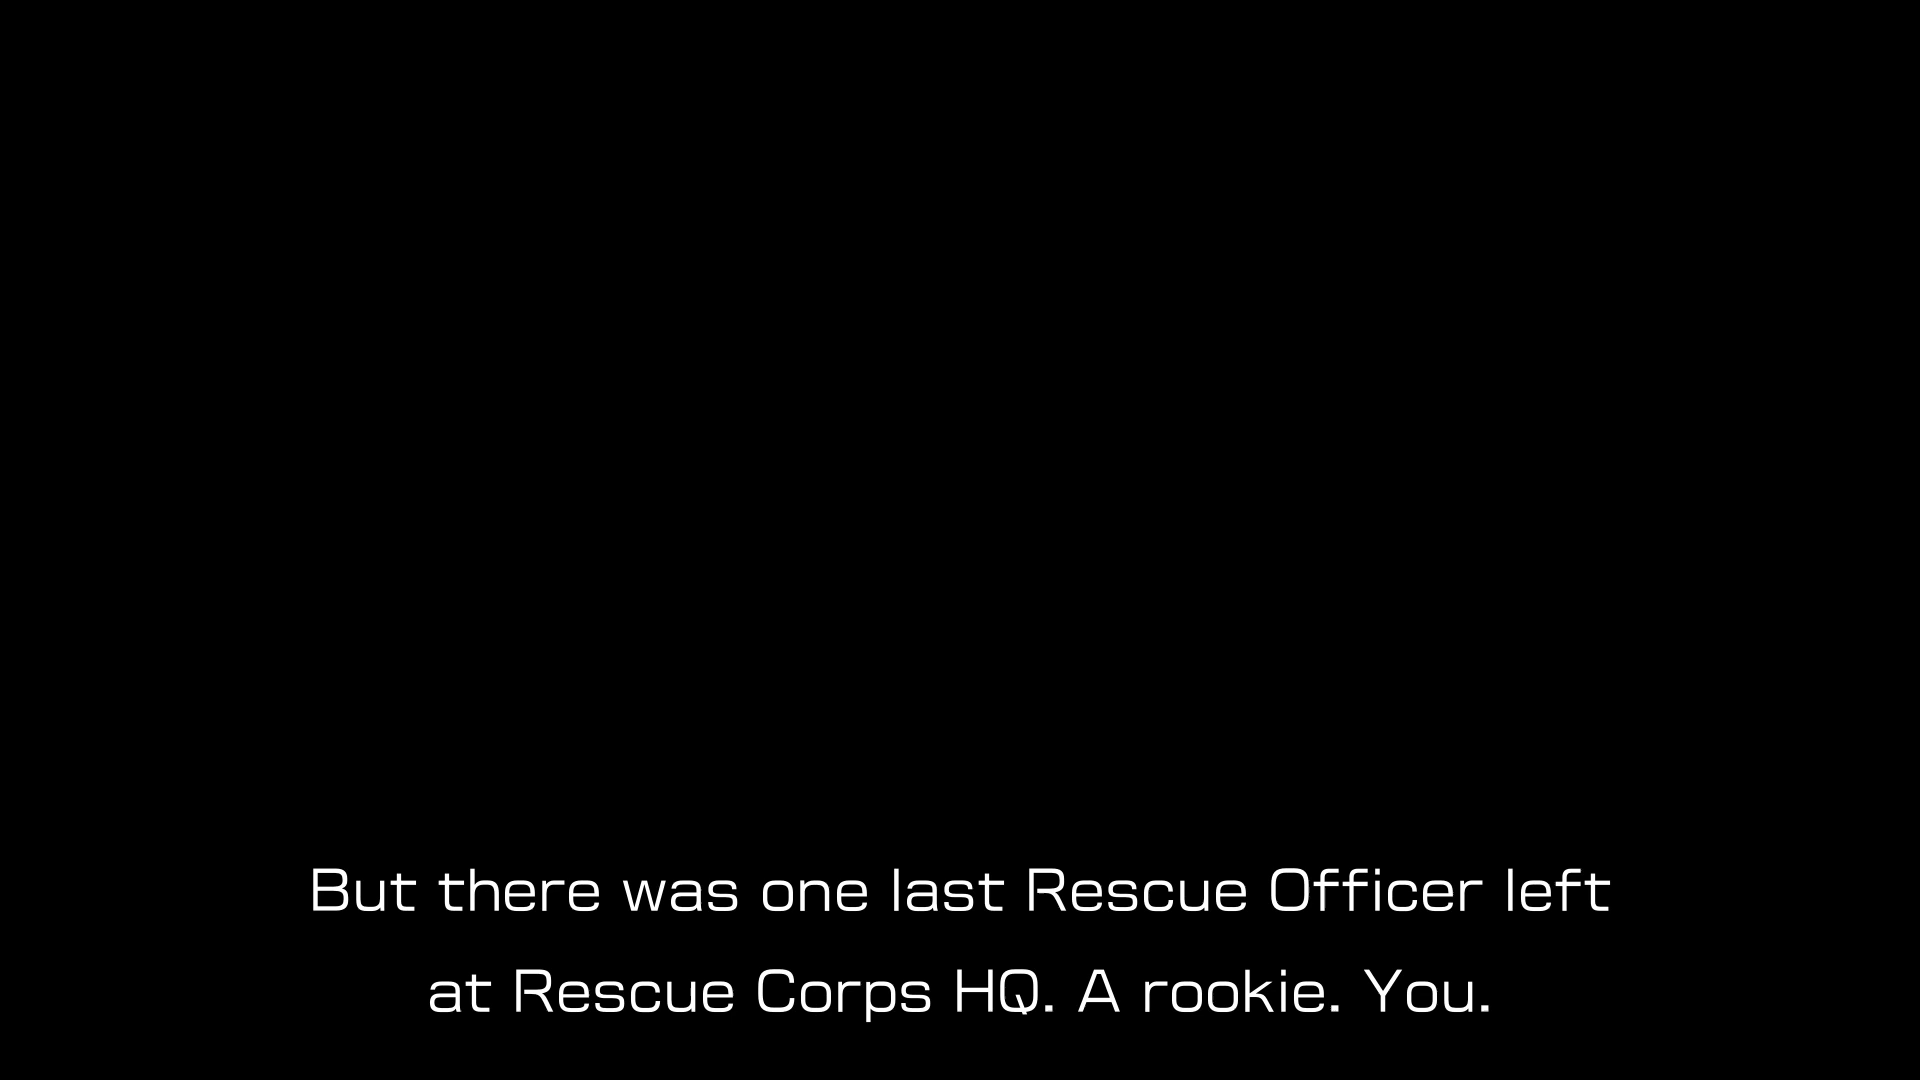 But there was one last Rescue Officer left
at Rescue Corps HQ. A rookie. You.